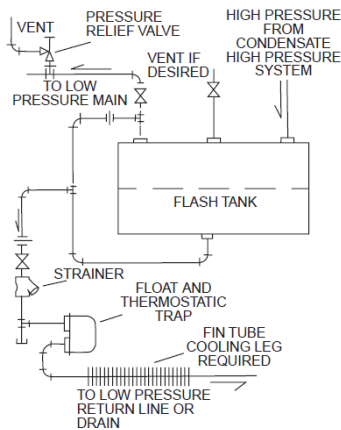 VENT
PRESSURE
RELIEF VALVE
TO LOW
PRESSURE MAIN
VENT IF
DESIRED
HIGH PRESSURE
FROM
CONDENSATE
HIGH PRESSURE
SYSTEM
FLASH TANK
STRAINER
FLOAT AND
THERMOSTATIC
TRAP
FIN TUBE
COOLING LEG
REQUIRED
TO LOW PRESSURE
RETURN LINE OR
DRAIN